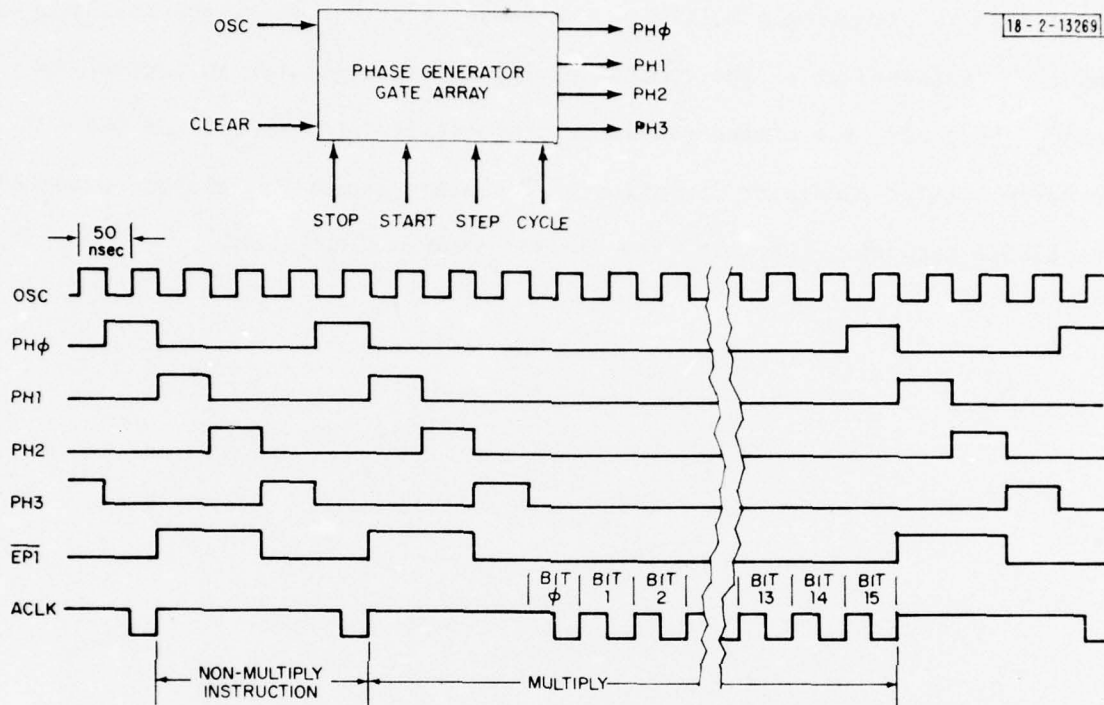 18-2-13269
OSC
PHϕ
PH1
PHASE GENERATOR
GATE ARRAY
PH2
CLEAR
PH3
STOP START STEP CYCLE
50
nsec
OSC
PHϕ
PH1
PH2
PH3
E̅P̅1̅
BIT BIT BIT BIT BIT BIT
ϕ 1 2 13 14 15
ACLK
NON-MULTIPLY
INSTRUCTION
MULTIPLY